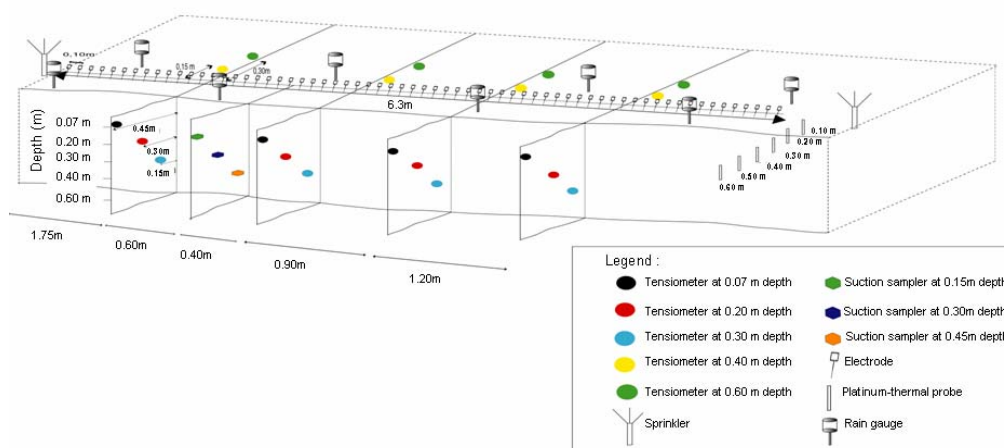 0,10m
0,15 m
0,30m
6.3m
Depth (m)
0.07 m
0.20 m
0.30 m
0.40 m
0.60 m
0.45m
0.30m
0.15m
0.10 m
0.20 m
0.30 m
0.40 m
0.50 m
0.60 m
1.75m
0.60m
0.40m
0.90m
1.20m
Legend :
Tensiometer at 0.07 m depth
Tensiometer at 0.20 m depth
Tensiometer at 0.30 m depth
Tensiometer at 0.40 m depth
Tensiometer at 0.60 m depth
Sprinkler
Suction sampler at 0.15m depth
Suction sampler at 0.30m depth
Suction sampler at 0.45m depth
Electrode
Platinum-thermal probe
Rain gauge